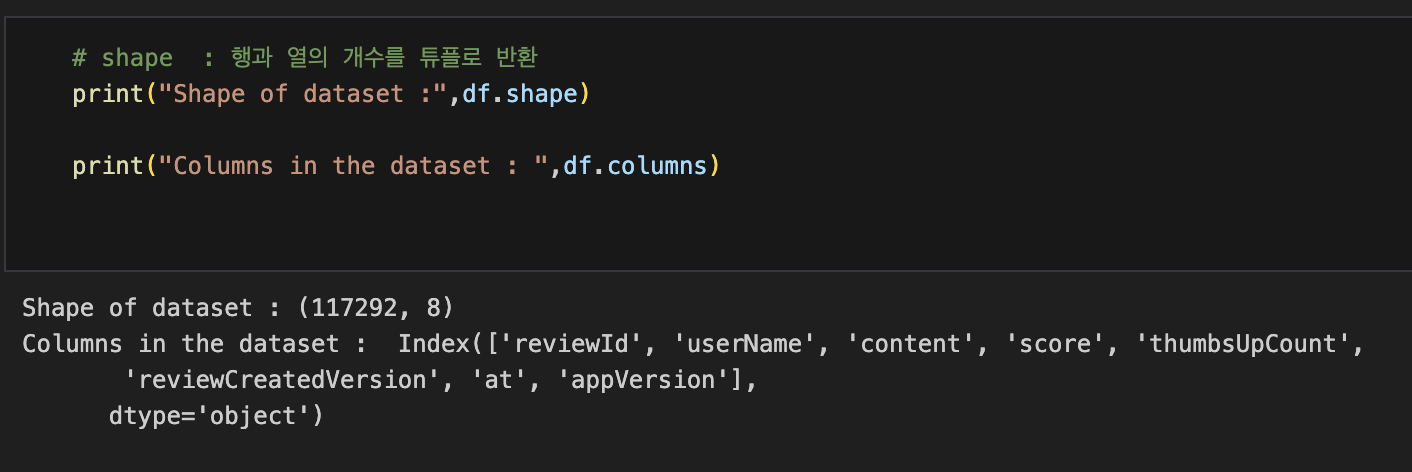 # shape  : 행과 열의 개수를 튜플로 반환
print("Shape of dataset :",df.shape)
print("Columns in the dataset : ",df.columns)
Shape of dataset : (117292, 8)
Columns in the dataset :  Index(['reviewId', 'userName', 'content', 'score', 'thumbsUpCount',
'reviewCreatedVersion', 'at', 'appVersion'],
dtype='object')